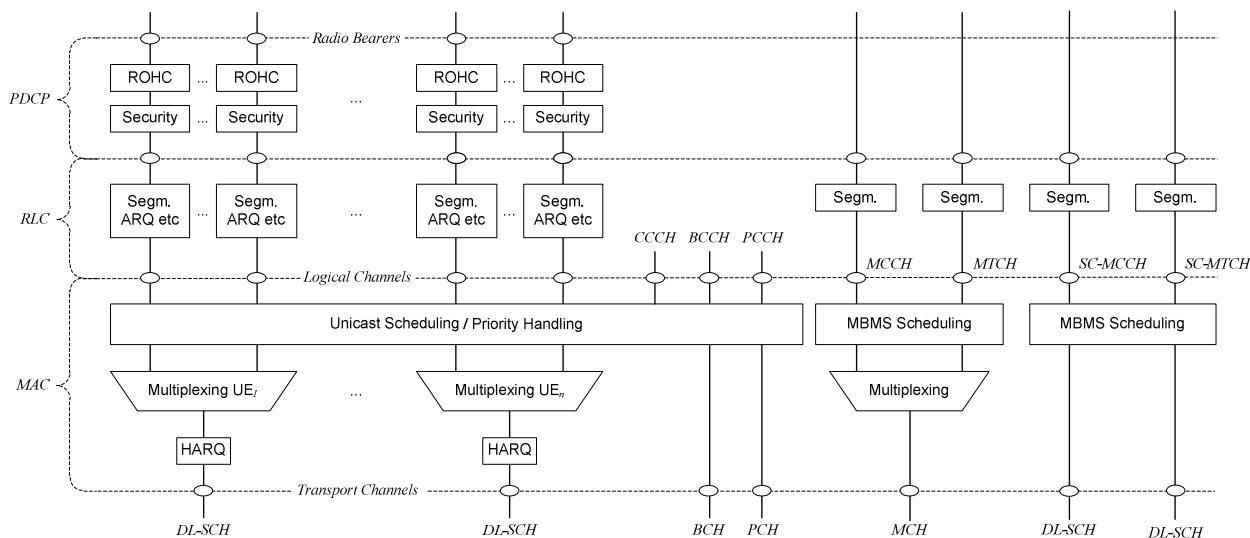 Radio Bearers
ROHC ... ROHC ROHC ... ROHC
PDCP
...
Security ... Security Security ... Security
Segm. ARQ etc ... Segm. ARQ etc ... Segm. ARQ etc ... Segm. ARQ etc
Segm. Segm. Segm. Segm.
RLC
CCCH BCCH PCCH
Logical Channels
MCCH MTCH SC-MCCH SC-MTCH
Unicast Scheduling / Priority Handling
MBMS Scheduling
MBMS Scheduling
MAC
Multiplexing UE1 ... Multiplexing UEn
Multiplexing
HARQ HARQ
Transport Channels
DL-SCH DL-SCH BCH PCH MCH DL-SCH DL-SCH